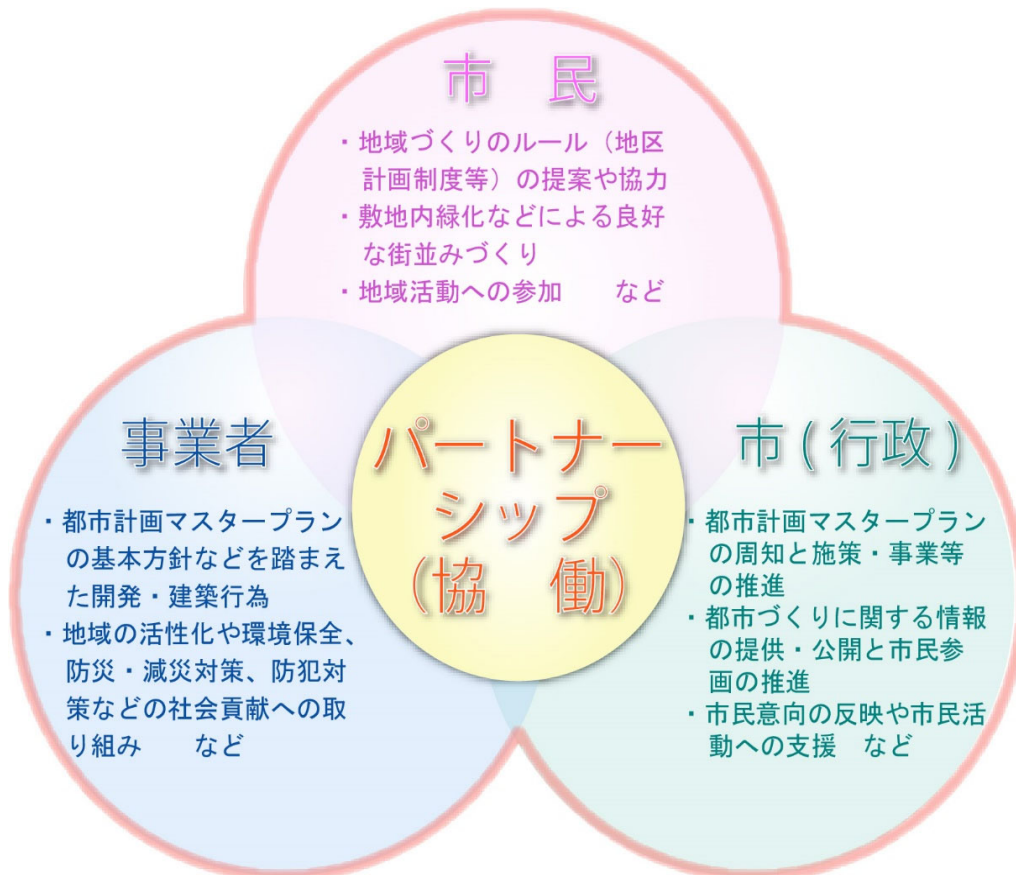 市　民
・地域づくりのルール（地区
計画制度等）の提案や協力
・敷地内緑化などによる良好
な街並みづくり
・地域活動への参加　　など
事業者
・都市計画マスタープラン
の基本方針などを踏まえ
た開発・建築行為
・地域の活性化や環境保全、
防災・減災対策、防犯対
策などの社会貢献への取
り組み　　など
パートナー
シップ
（協　働）
市(行政)
・都市計画マスタープラン
の周知と施策・事業等
の推進
・都市づくりに関する情報
の提供・公開と市民参
画の推進
・市民意向の反映や市民活
動への支援　など